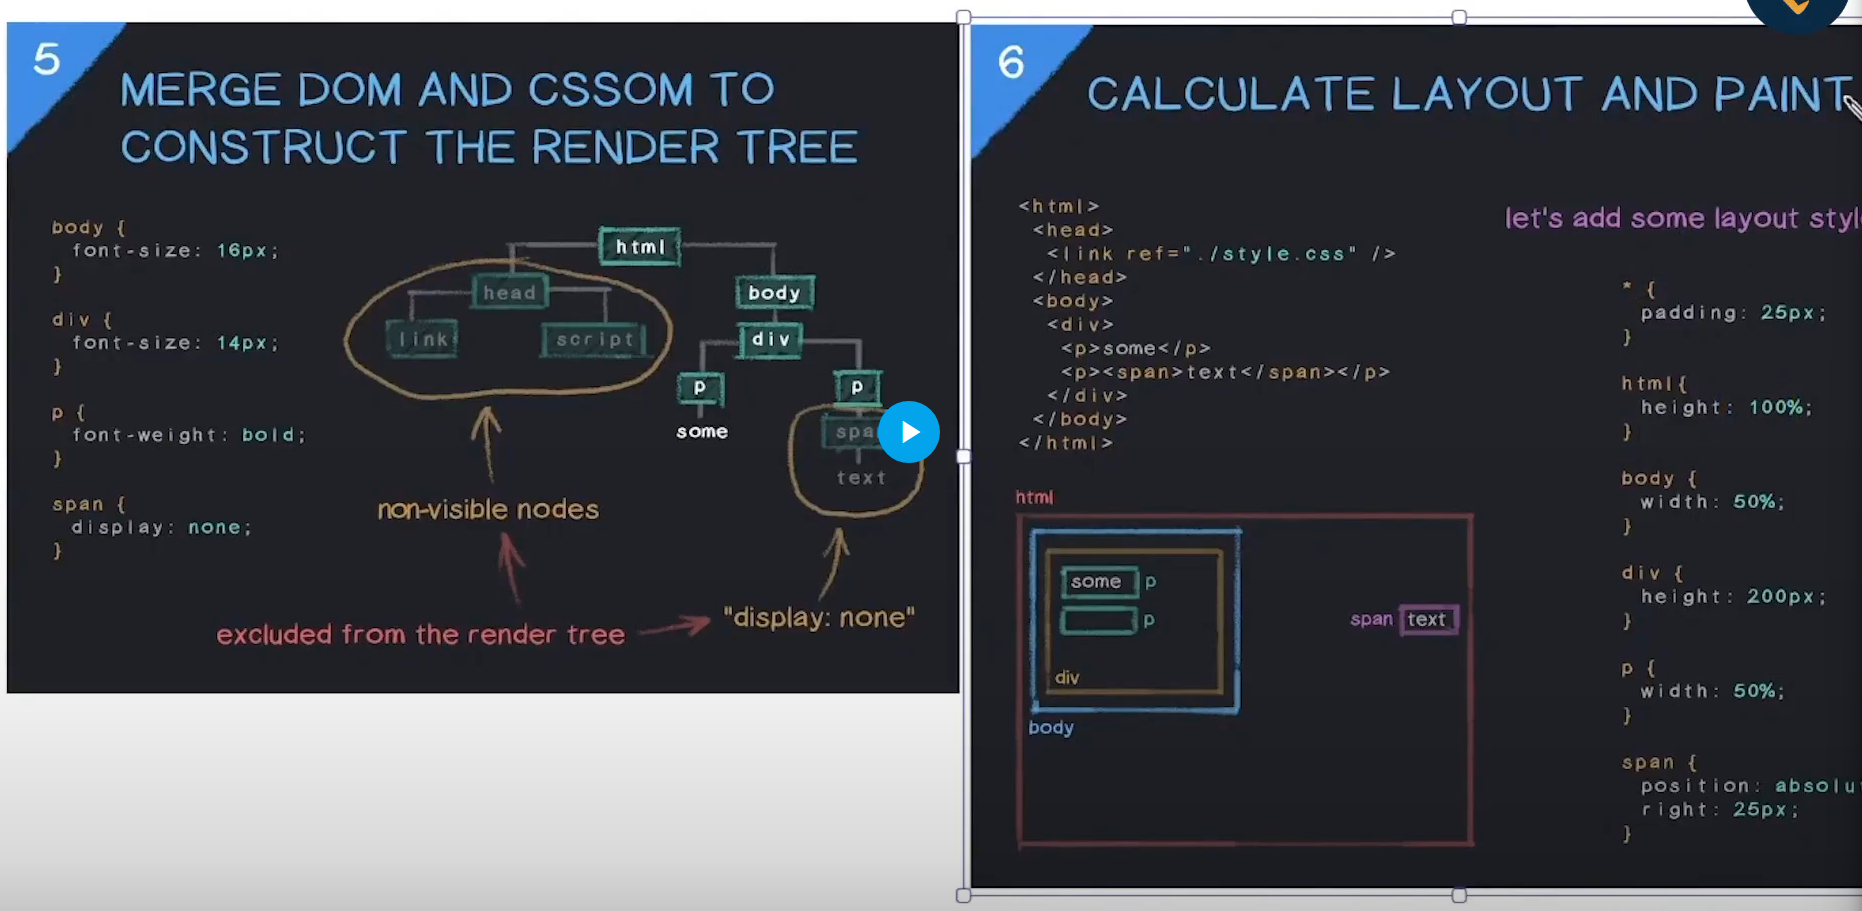 5
MERGE DOM AND CSSOM TO
CONSTRUCT THE RENDER TREE
body {
font-size: 16px;
}
div {
font-size: 14px;
}
p {
font-weight: bold;
}
span {
display: none;
}
html
head
body
link
script
div
p
p
some
spa
text
non-visible nodes
excluded from the render tree
"display: none"
6
CALCULATE LAYOUT AND PAINT
<html>
<head>
<link ref="./style.css" />
</head>
<body>
<div>
<p>some</p>
<p><span>text</span></p>
</div>
</body>
</html>
let's add some layout styl
* {
padding: 25px;
}
html{
height: 100%;
}
body {
width: 50%;
}
div {
height: 200px;
}
p {
width: 50%;
}
span {
position: absolu
right: 25px;
}
html
some p
p
span text
div
body